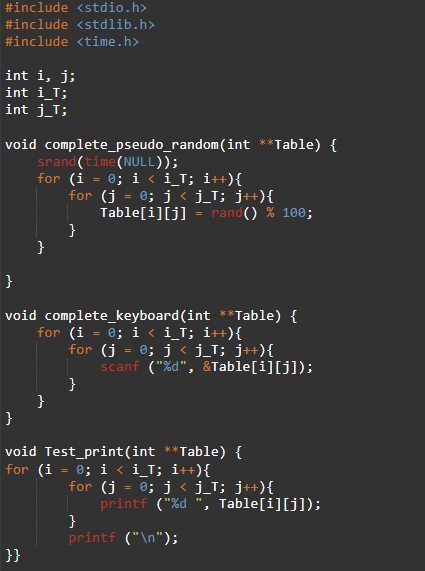 #include <stdio.h>
#include <stdlib.h>
#include <time.h>

int i, j;
int i_T;
int j_T;

void complete_pseudo_random(int **Table) {
    srand(time(NULL));
    for (i = 0; i < i_T; i++){
        for (j = 0; j < j_T; j++){
            Table[i][j] = rand() % 100;
        }
    }

}

void complete_keyboard(int **Table) {
    for (i = 0; i < i_T; i++){
        for (j = 0; j < j_T; j++){
            scanf ("%d", &Table[i][j]);
        }
    }
}

void Test_print(int **Table) {
for (i = 0; i < i_T; i++){
        for (j = 0; j < j_T; j++){
            printf ("%d ", Table[i][j]);
        }
        printf ("\n");
}}